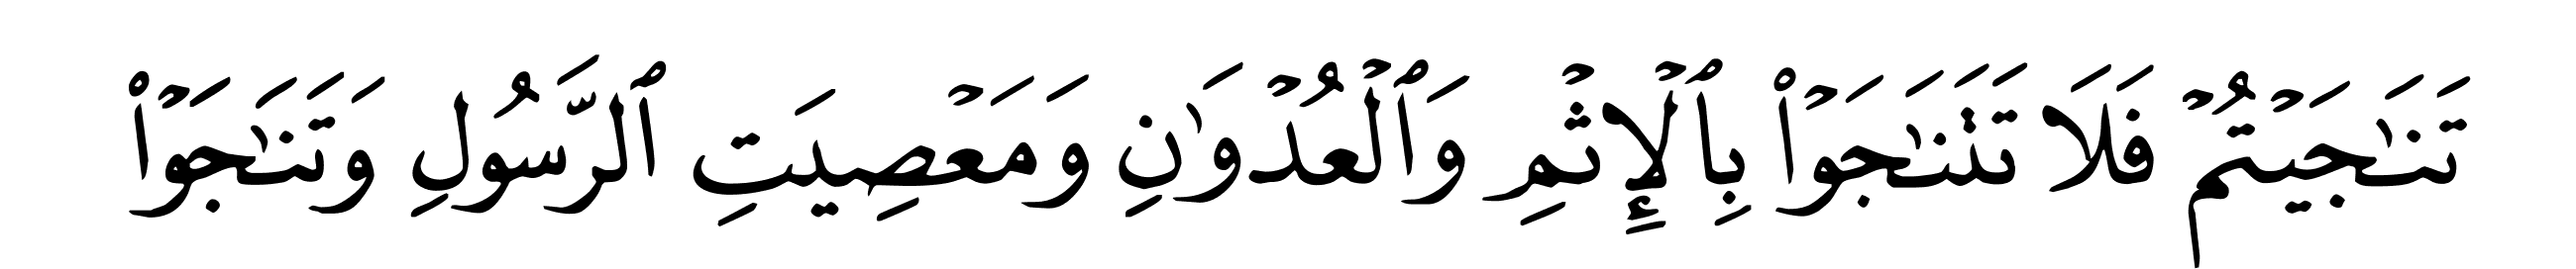 تَنَـٰجَيۡتُمۡ فَلَا تَتَنَـٰجَوۡا۟ بِٱلۡإِثۡمِ وَٱلۡعُدۡوَٰنِ وَمَعۡصِيَتِ ٱلرَّسُولِ وَتَنَـٰجَوۡا۟